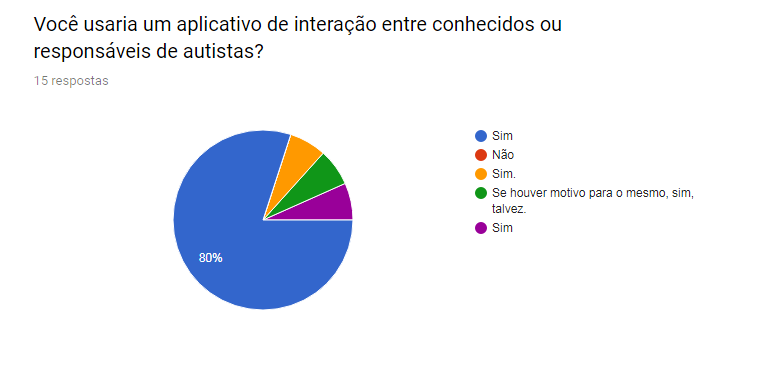 Você usaria um aplicativo de interação entre conhecidos ou
responsáveis de autistas?
15 respostas
Sim
Não
Sim.
Se houver motivo para o mesmo, sim,
talvez.
Sim
80%